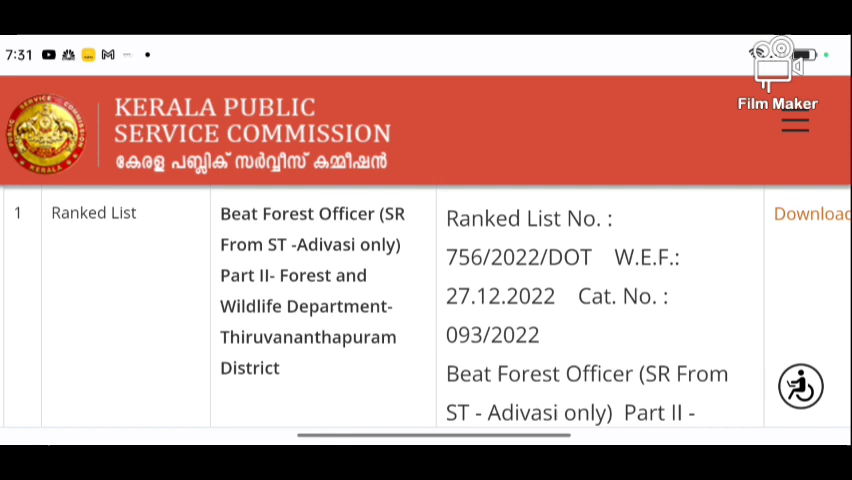 7:31
Film Maker
KERALA PUBLIC
SERVICE COMMISSION
കേരള പബ്ലിക് സർവ്വീസ് കമ്മീഷൻ
1
Ranked List
Beat Forest Officer (SR
From ST -Adivasi only)
Part II- Forest and
Wildlife Department-
Thiruvananthapuram
District
Ranked List No. :
756/2022/DOT W.E.F.:
27.12.2022 Cat. No. :
093/2022
Beat Forest Officer (SR From
ST - Adivasi only) Part II -
Download